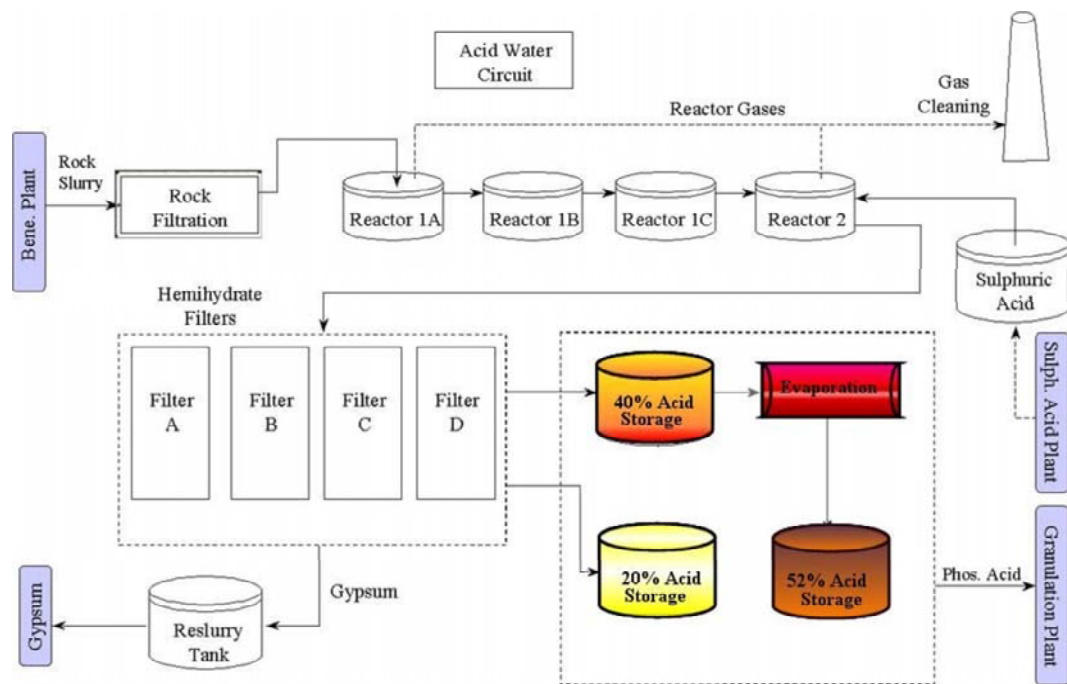 Acid Water
Circuit
Gas
Cleaning
Reactor Gases
Bene. Plant
Rock
Slurry
Rock
Filtration
Reactor 1A
Reactor 1B
Reactor 1C
Reactor 2
Sulphuric
Acid
Sulph. Acid Plant
Hemihydrate
Filters
Filter
A
Filter
B
Filter
C
Filter
D
40% Acid
Storage
Evaporation
20% Acid
Storage
52% Acid
Storage
Phos. Acid
Granulation Plant
Gypsum
Reslurry
Tank
Gypsum